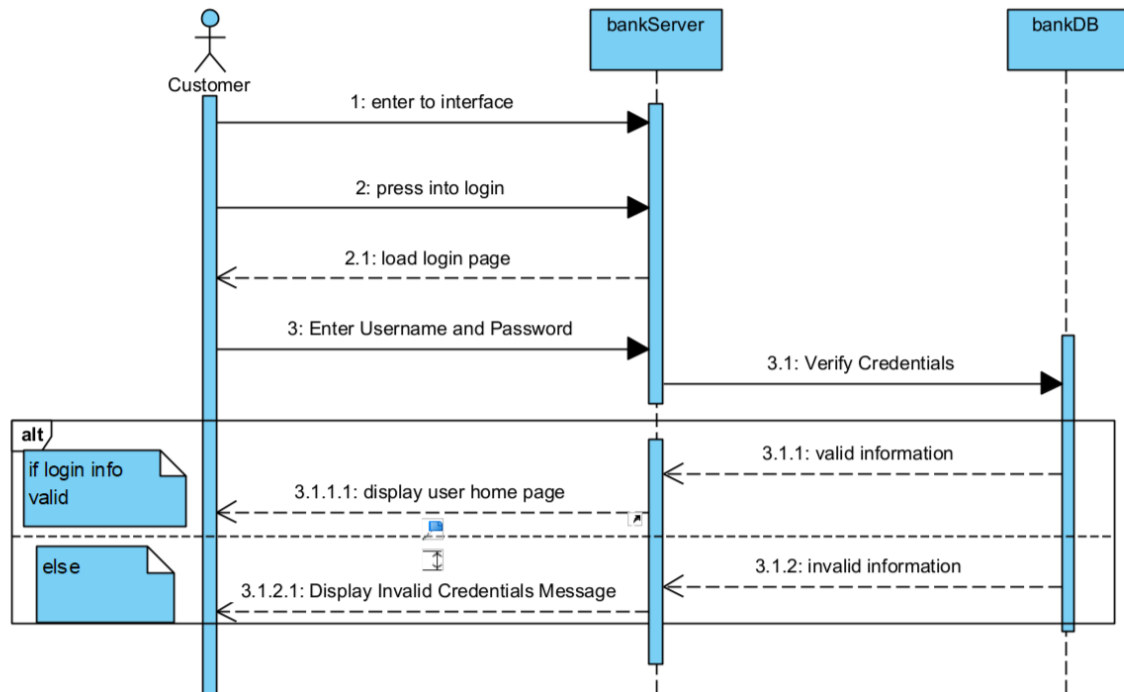 bankServer
bankDB
Customer
1: enter to interface
2: press into login
2.1: load login page
3: Enter Username and Password
3.1: Verify Credentials
alt
if login info
valid
3.1.1: valid information
3.1.1.1: display user home page
else
3.1.2: invalid information
3.1.2.1: Display Invalid Credentials Message